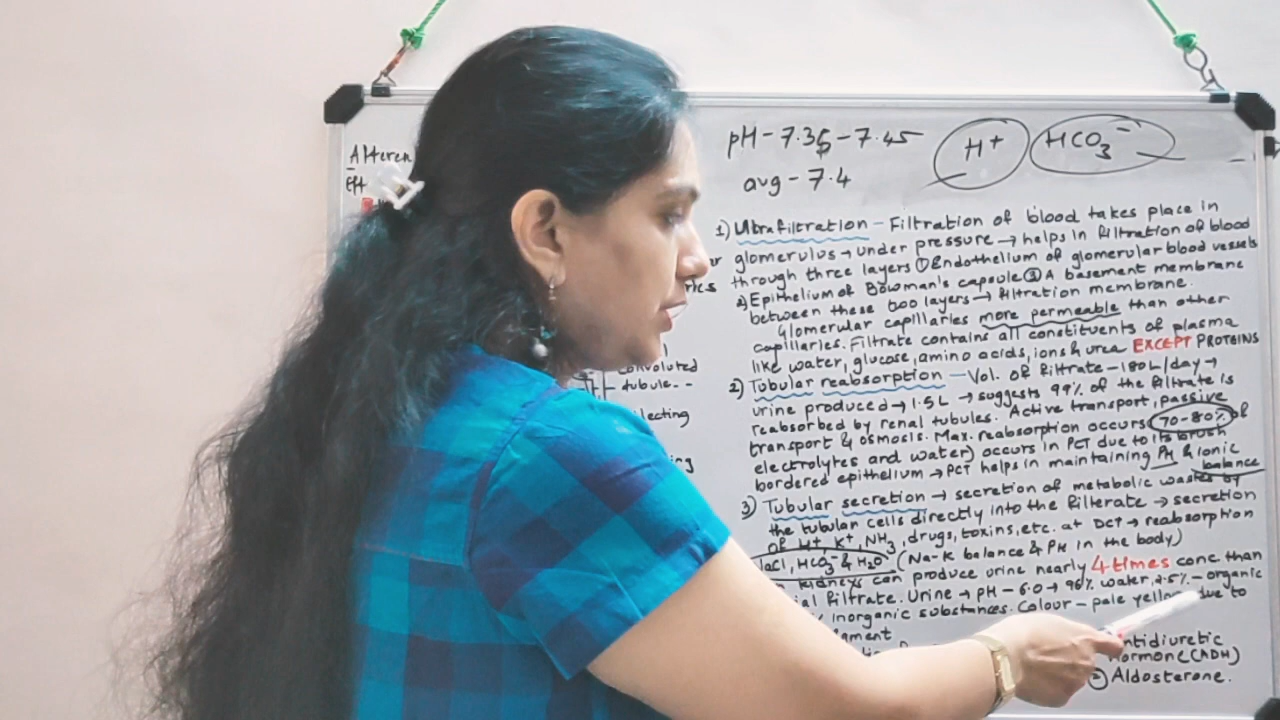 pH - 7.35 - 7.45
avg - 7.4
H+
HCO3-
Afferen
Eff
1) Ultrafiltration - Filtration of blood takes place in
glomerulus → under pressure → helps in filtration of blood
through three layers ① Endothelium of glomerular blood vessels
②) Epithelium of Bowman's capsule ③ A basement membrane
between these two layers → filtration membrane.
Glomerular capillaries more permeable than other
capillaries. Filtrate contains all constituents of plasma
like water, glucose, amino acids, ions & urea EXCEPT PROTEINS
2) Tubular reabsorption - Vol. of filtrate - 180L/day →
urine produced → 1.5L → suggests 99% of the filtrate is
reabsorbed by renal tubules. Active transport, passive
transport & osmosis. Max. reabsorption occurs (70-80% of
electrolytes and water) occurs in PCT due to its brush
bordered epithelium → PCT helps in maintaining PH & ionic
balance
3) Tubular secretion → secretion of metabolic wastes by
the tubular cells directly into the filterate → secretion
of H+, K+, NH3, drugs, toxins, etc. at DCT → reabsorption
NaCl, HCO3- & H2O (Na-K balance & PH in the body)
kidneys can produce urine nearly 4 times conc than
ial filtrate. Urine → pH - 6.0 → 96% water, 2.5% - organic
inorganic substances. Colour - pale yellow due to
gment
convoluted
tubule--
llecting
ntidiuretic
Hormone (ADH)
② Aldosterone.